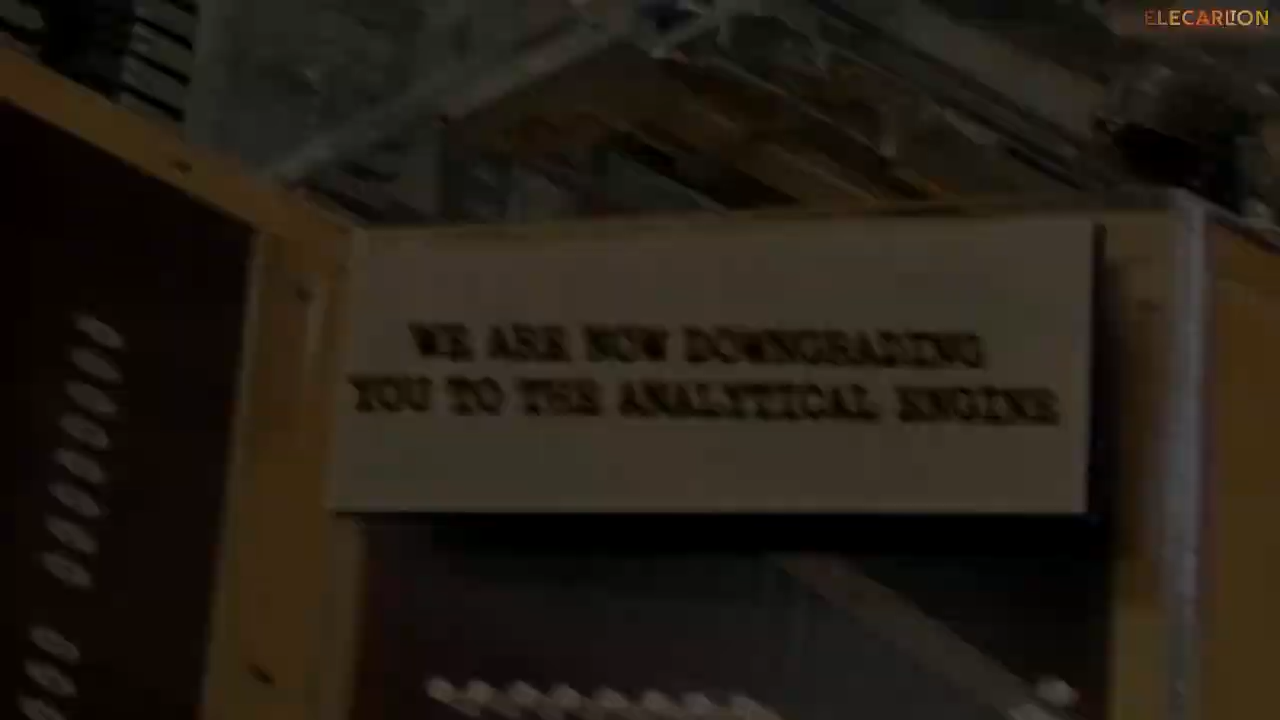 ELECARLION
WE ARE NOW DOWNGRADING
YOU TO THE ANALYTICAL ENGINE